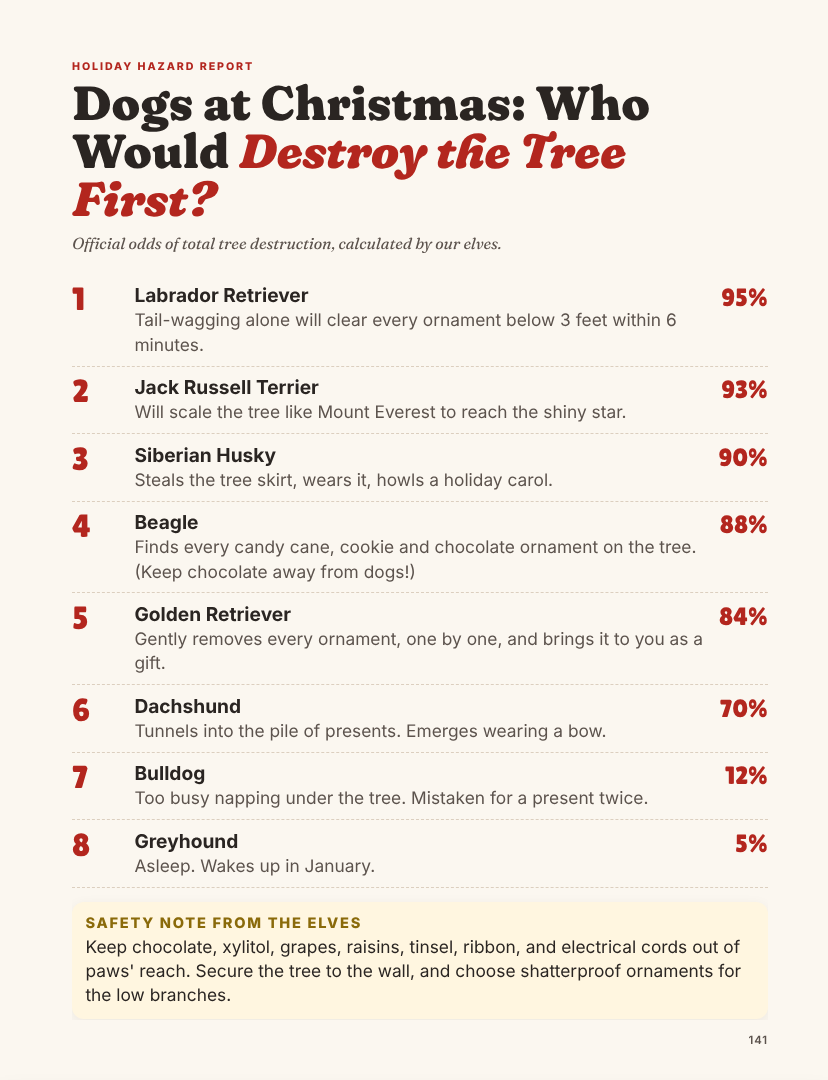 HOLIDAY HAZARD REPORT
Dogs at Christmas: Who
Would Destroy the Tree
First?
Official odds of total tree destruction, calculated by our elves.
1
Labrador Retriever
95%
Tail-wagging alone will clear every ornament below 3 feet within 6
minutes.
2
Jack Russell Terrier
93%
Will scale the tree like Mount Everest to reach the shiny star.
3
Siberian Husky
90%
Steals the tree skirt, wears it, howls a holiday carol.
4
Beagle
88%
Finds every candy cane, cookie and chocolate ornament on the tree.
(Keep chocolate away from dogs!)
5
Golden Retriever
84%
Gently removes every ornament, one by one, and brings it to you as a
gift.
6
Dachshund
70%
Tunnels into the pile of presents. Emerges wearing a bow.
7
Bulldog
12%
Too busy napping under the tree. Mistaken for a present twice.
8
Greyhound
5%
Asleep. Wakes up in January.
SAFETY NOTE FROM THE ELVES
Keep chocolate, xylitol, grapes, raisins, tinsel, ribbon, and electrical cords out of
paws' reach. Secure the tree to the wall, and choose shatterproof ornaments for
the low branches.
141